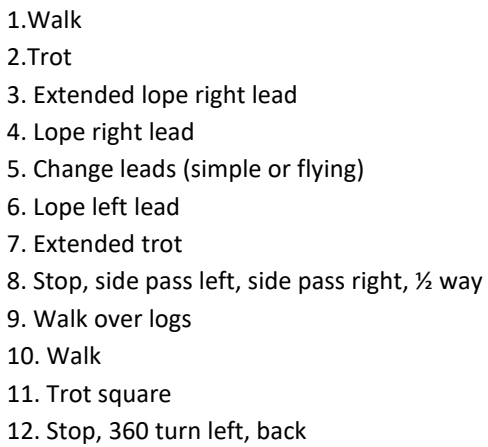 1.Walk
2.Trot
3. Extended lope right lead
4. Lope right lead
5. Change leads (simple or flying)
6. Lope left lead
7. Extended trot
8. Stop, side pass left, side pass right, ½ way
9. Walk over logs
10. Walk
11. Trot square
12. Stop, 360 turn left, back